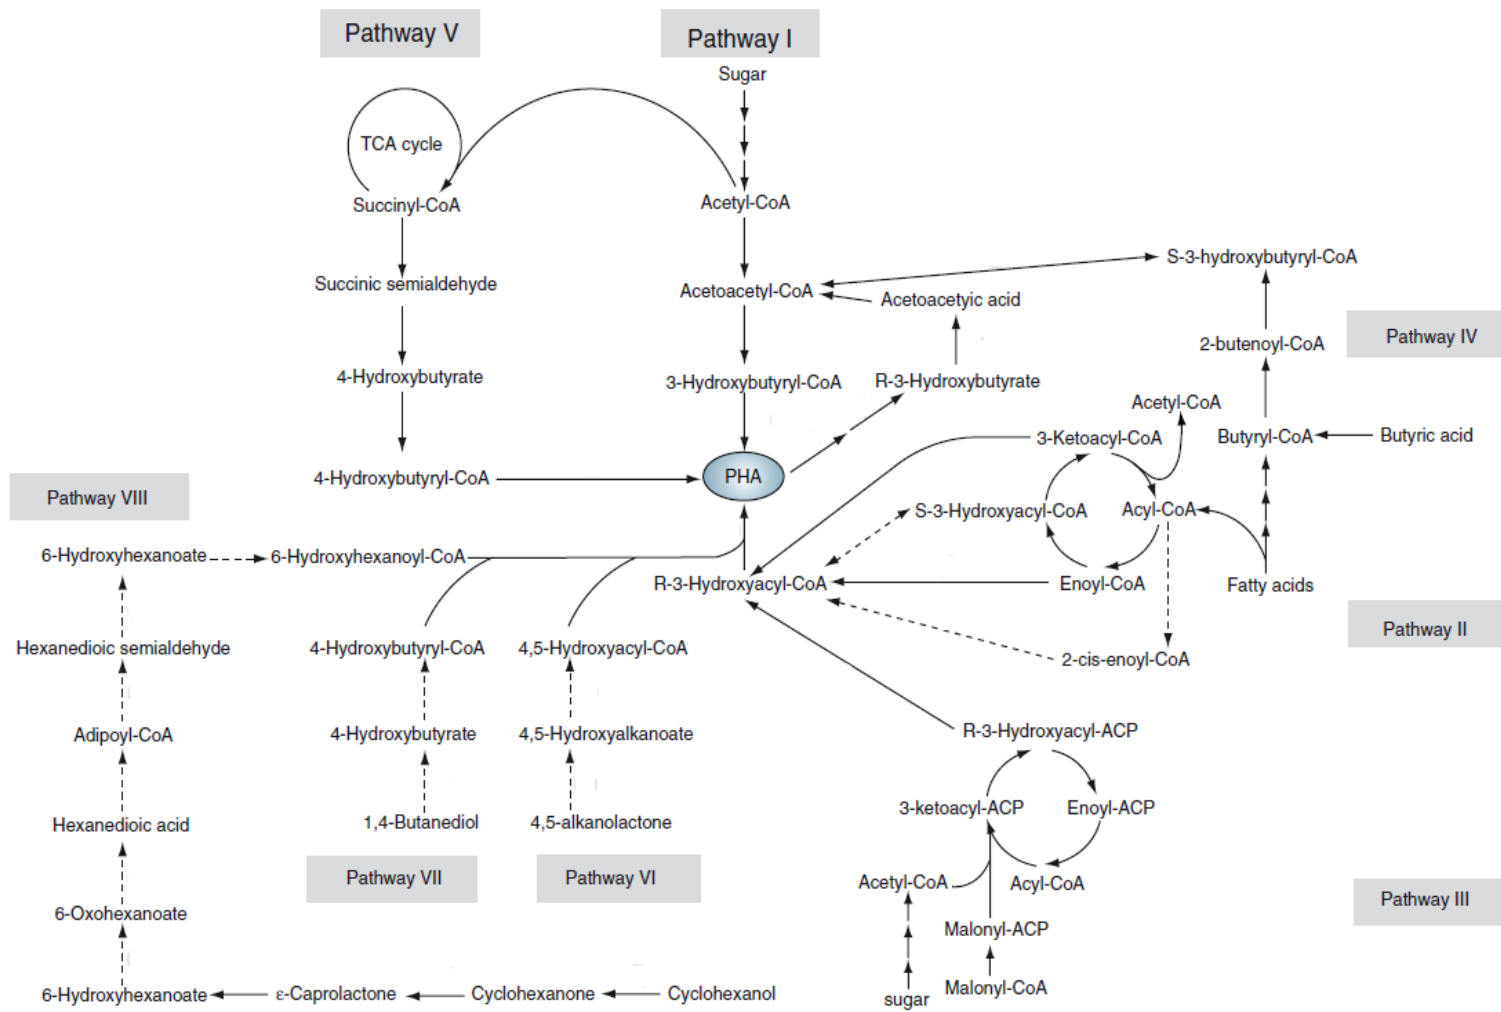 Pathway V
Pathway I
Sugar
TCA cycle
Succinyl-CoA
Acetyl-CoA
S-3-hydroxybutyryl-CoA
Succinic semialdehyde
Acetoacetyl-CoA
Acetoacetyic acid
2-butenoyl-CoA
Pathway IV
4-Hydroxybutyrate
3-Hydroxybutyryl-CoA
R-3-Hydroxybutyrate
Acetyl-CoA
3-Ketoacyl-CoA
Butyryl-CoA
Butyric acid
4-Hydroxybutyryl-CoA
PHA
Pathway VIII
S-3-Hydroxyacyl-CoA
Acyl-CoA
6-Hydroxyhexanoate
6-Hydroxyhexanoyl-CoA
R-3-Hydroxyacyl-CoA
Enoyl-CoA
Fatty acids
Pathway II
Hexanedioic semialdehyde
4-Hydroxybutyryl-CoA
4,5-Hydroxyacyl-CoA
2-cis-enoyl-CoA
Adipoyl-CoA
4-Hydroxybutyrate
4,5-Hydroxyalkanoate
R-3-Hydroxyacyl-ACP
3-ketoacyl-ACP
Enoyl-ACP
Hexanedioic acid
1,4-Butanediol
4,5-alkanolactone
Pathway VII
Pathway VI
Acetyl-CoA
Acyl-CoA
Pathway III
6-Oxohexanoate
Malonyl-ACP
6-Hydroxyhexanoate
ε-Caprolactone
Cyclohexanone
Cyclohexanol
sugar
Malonyl-CoA